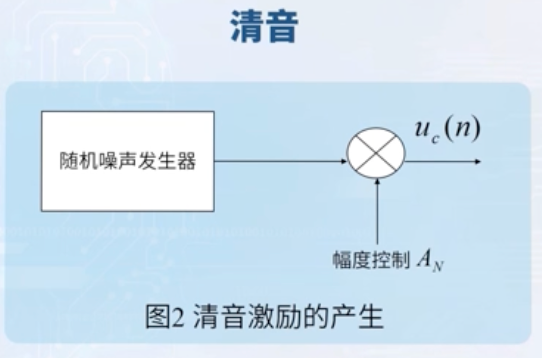 清音
u_c(n)
随机噪声发生器
幅度控制 A_N
图2 清音激励的产生